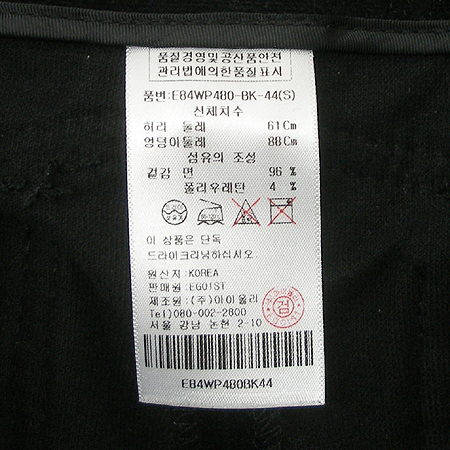 품질경영및공산품안전
관리법에의한품질표시
품번:E84WP480-BK-44(S)
신체치수
허리 둘레 61Cm
엉덩이둘레 88Cm
섬유의 조성
겉감 면 96 %
폴리우레탄 4 %
이 상품은 단독
드라이크리닝하십시오
원산지:KOREA
판매원:EGOIST
제조원:(주)아이올리
Tel)080-002-2800
서울 강남 논현 2-10
검
E84WP480BK44